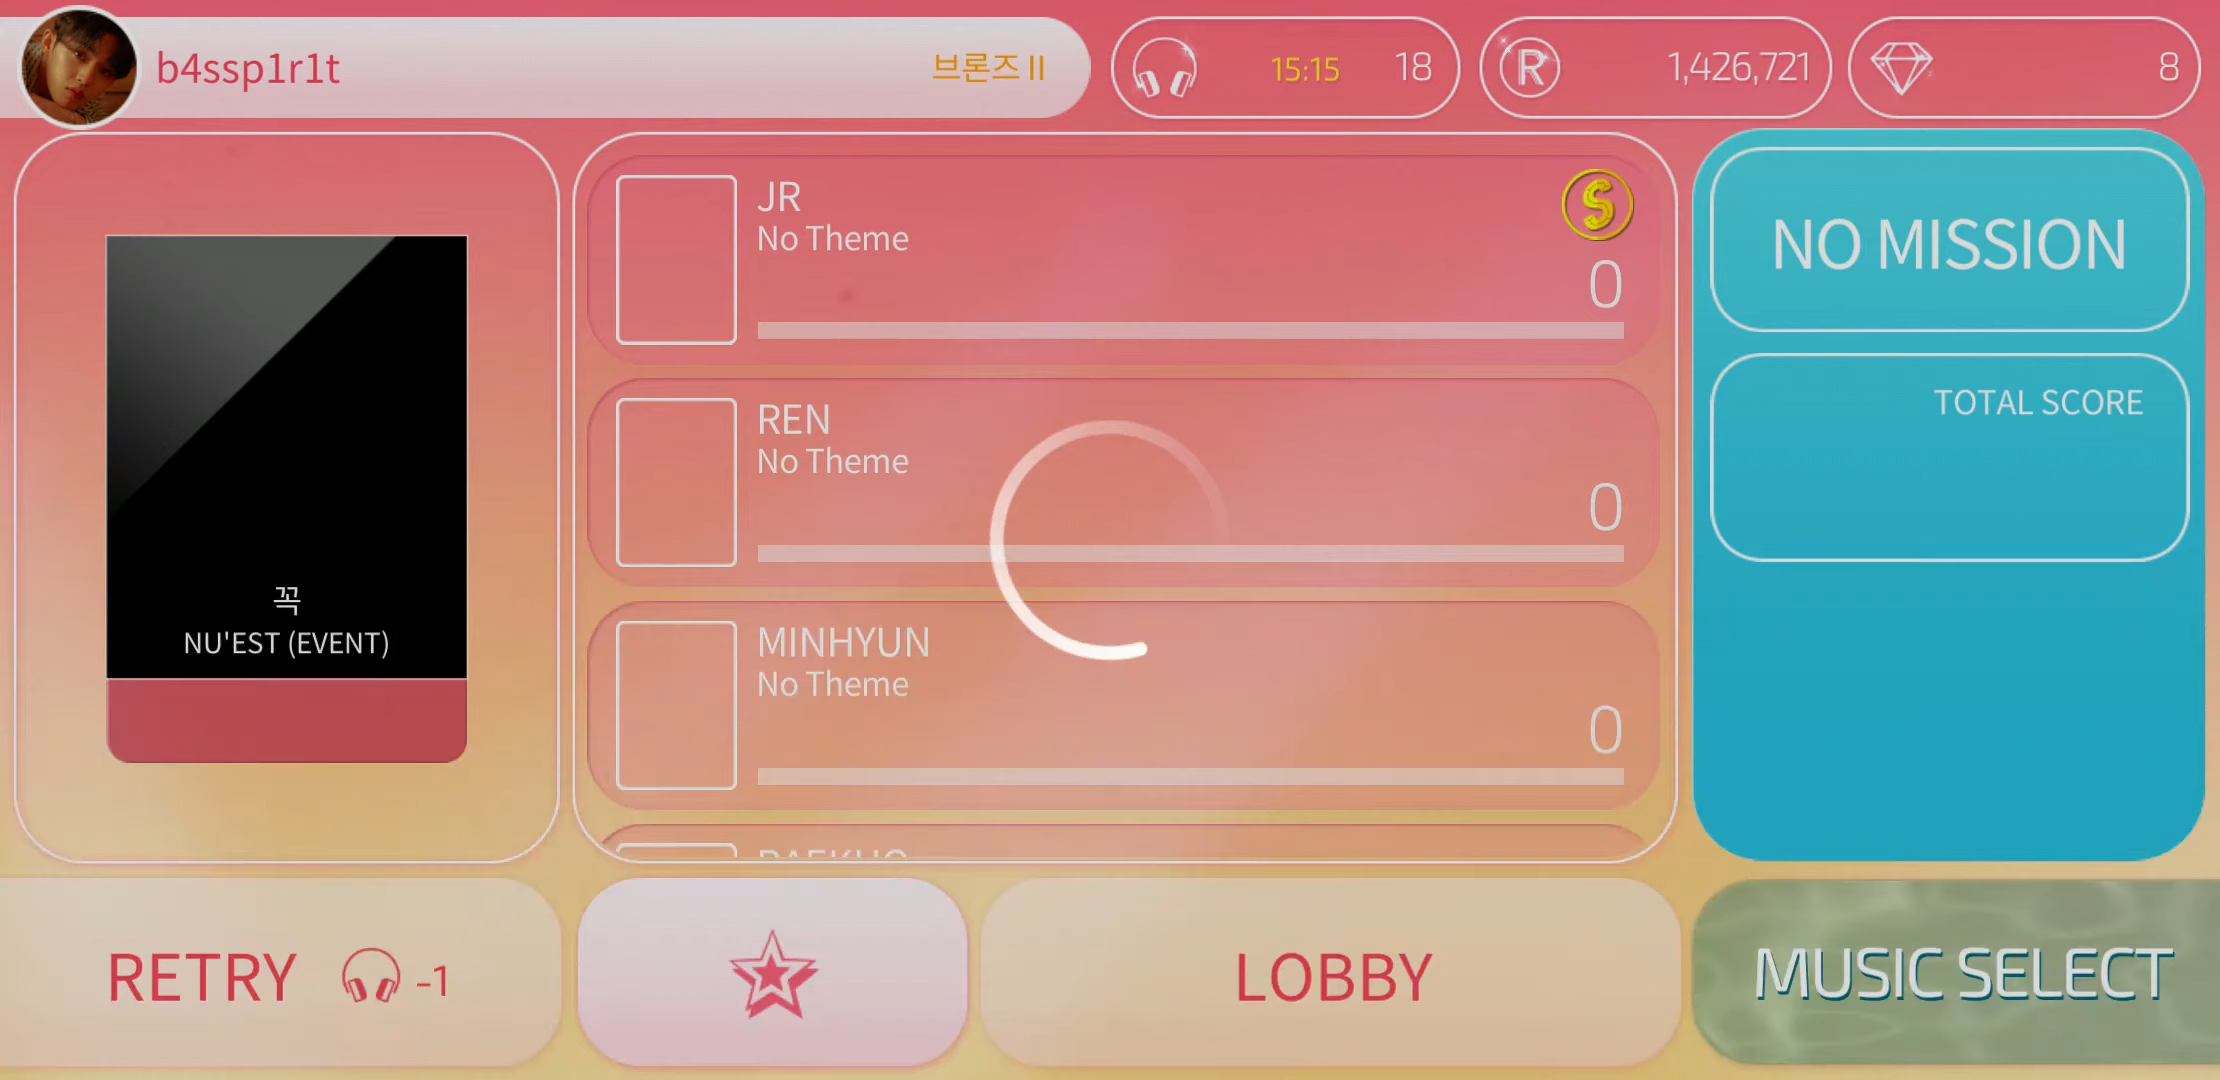 b4ssp1r1t
브론즈 II
15:15
18
R
1,426,721
8
꼭
NU'EST (EVENT)
JR
No Theme
S
0
REN
No Theme
0
MINHYUN
No Theme
0
BAEKHO
NO MISSION
TOTAL SCORE
RETRY
-1
LOBBY
MUSIC SELECT